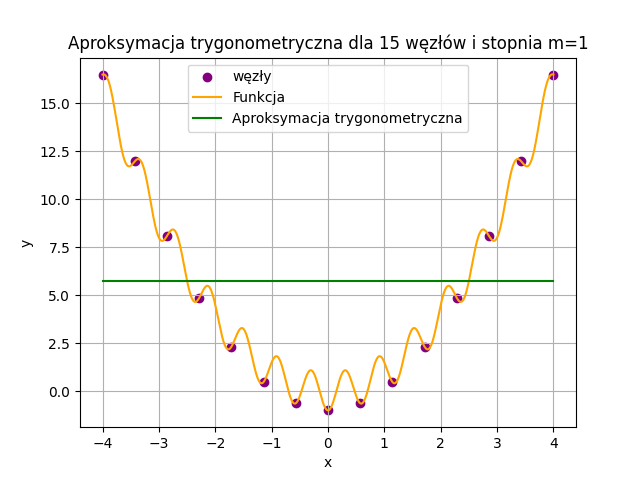 Aproksymacja trygonometryczna dla 15 węzłów i stopnia m=1
węzły
Funkcja
Aproksymacja trygonometryczna
15.0
12.5
10.0
7.5
5.0
2.5
0.0
y
−4
−3
−2
−1
0
1
2
3
4
x